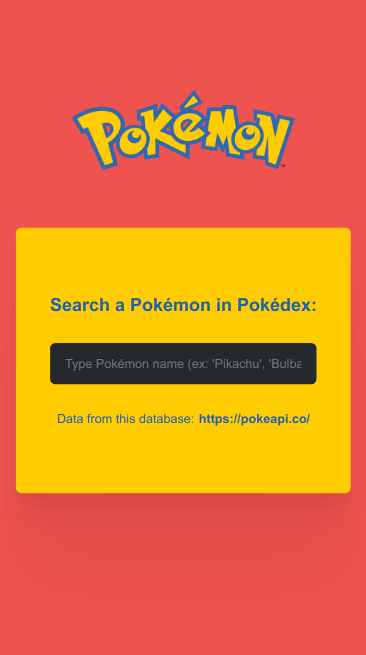 POKéMON
Search a Pokémon in Pokédex:
Type Pokémon name (ex: 'Pikachu', 'Bulba
Data from this database: https://pokeapi.co/